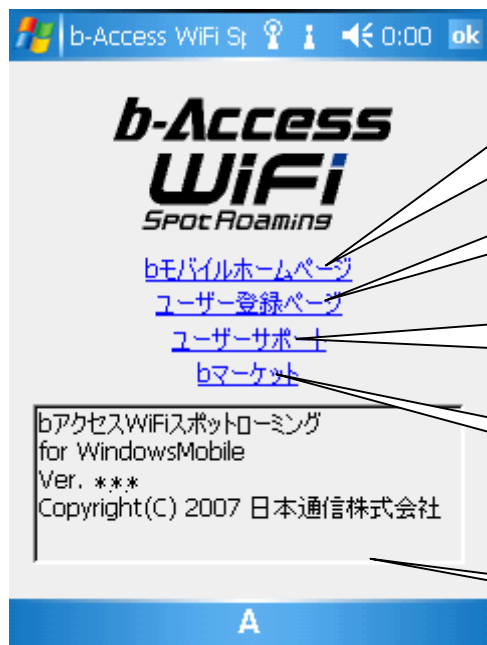 b-Access WiFi Sp 0:00 ok
b-Access
WiFi
Spot Roaming
bモバイルホームページ
ユーザー登録ページ
ユーザーサポート
bマーケット
bアクセスWiFiスポットローミング
for WindowsMobile
Ver. ***
Copyright(C) 2007 日本通信株式会社
A